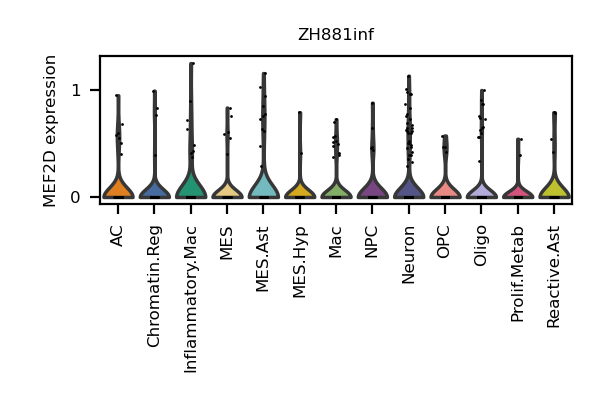 ZH881inf
MEF2D expression
1
0
AC
Chromatin.Reg
Inflammatory.Mac
MES
MES.Ast
MES.Hyp
Mac
NPC
Neuron
OPC
Oligo
Prolif.Metab
Reactive.Ast